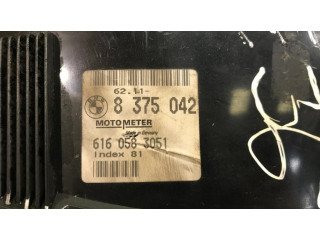 62.11-
8 375 042
MOTOMETER
Made in Germany
616 058 3051
Index 81